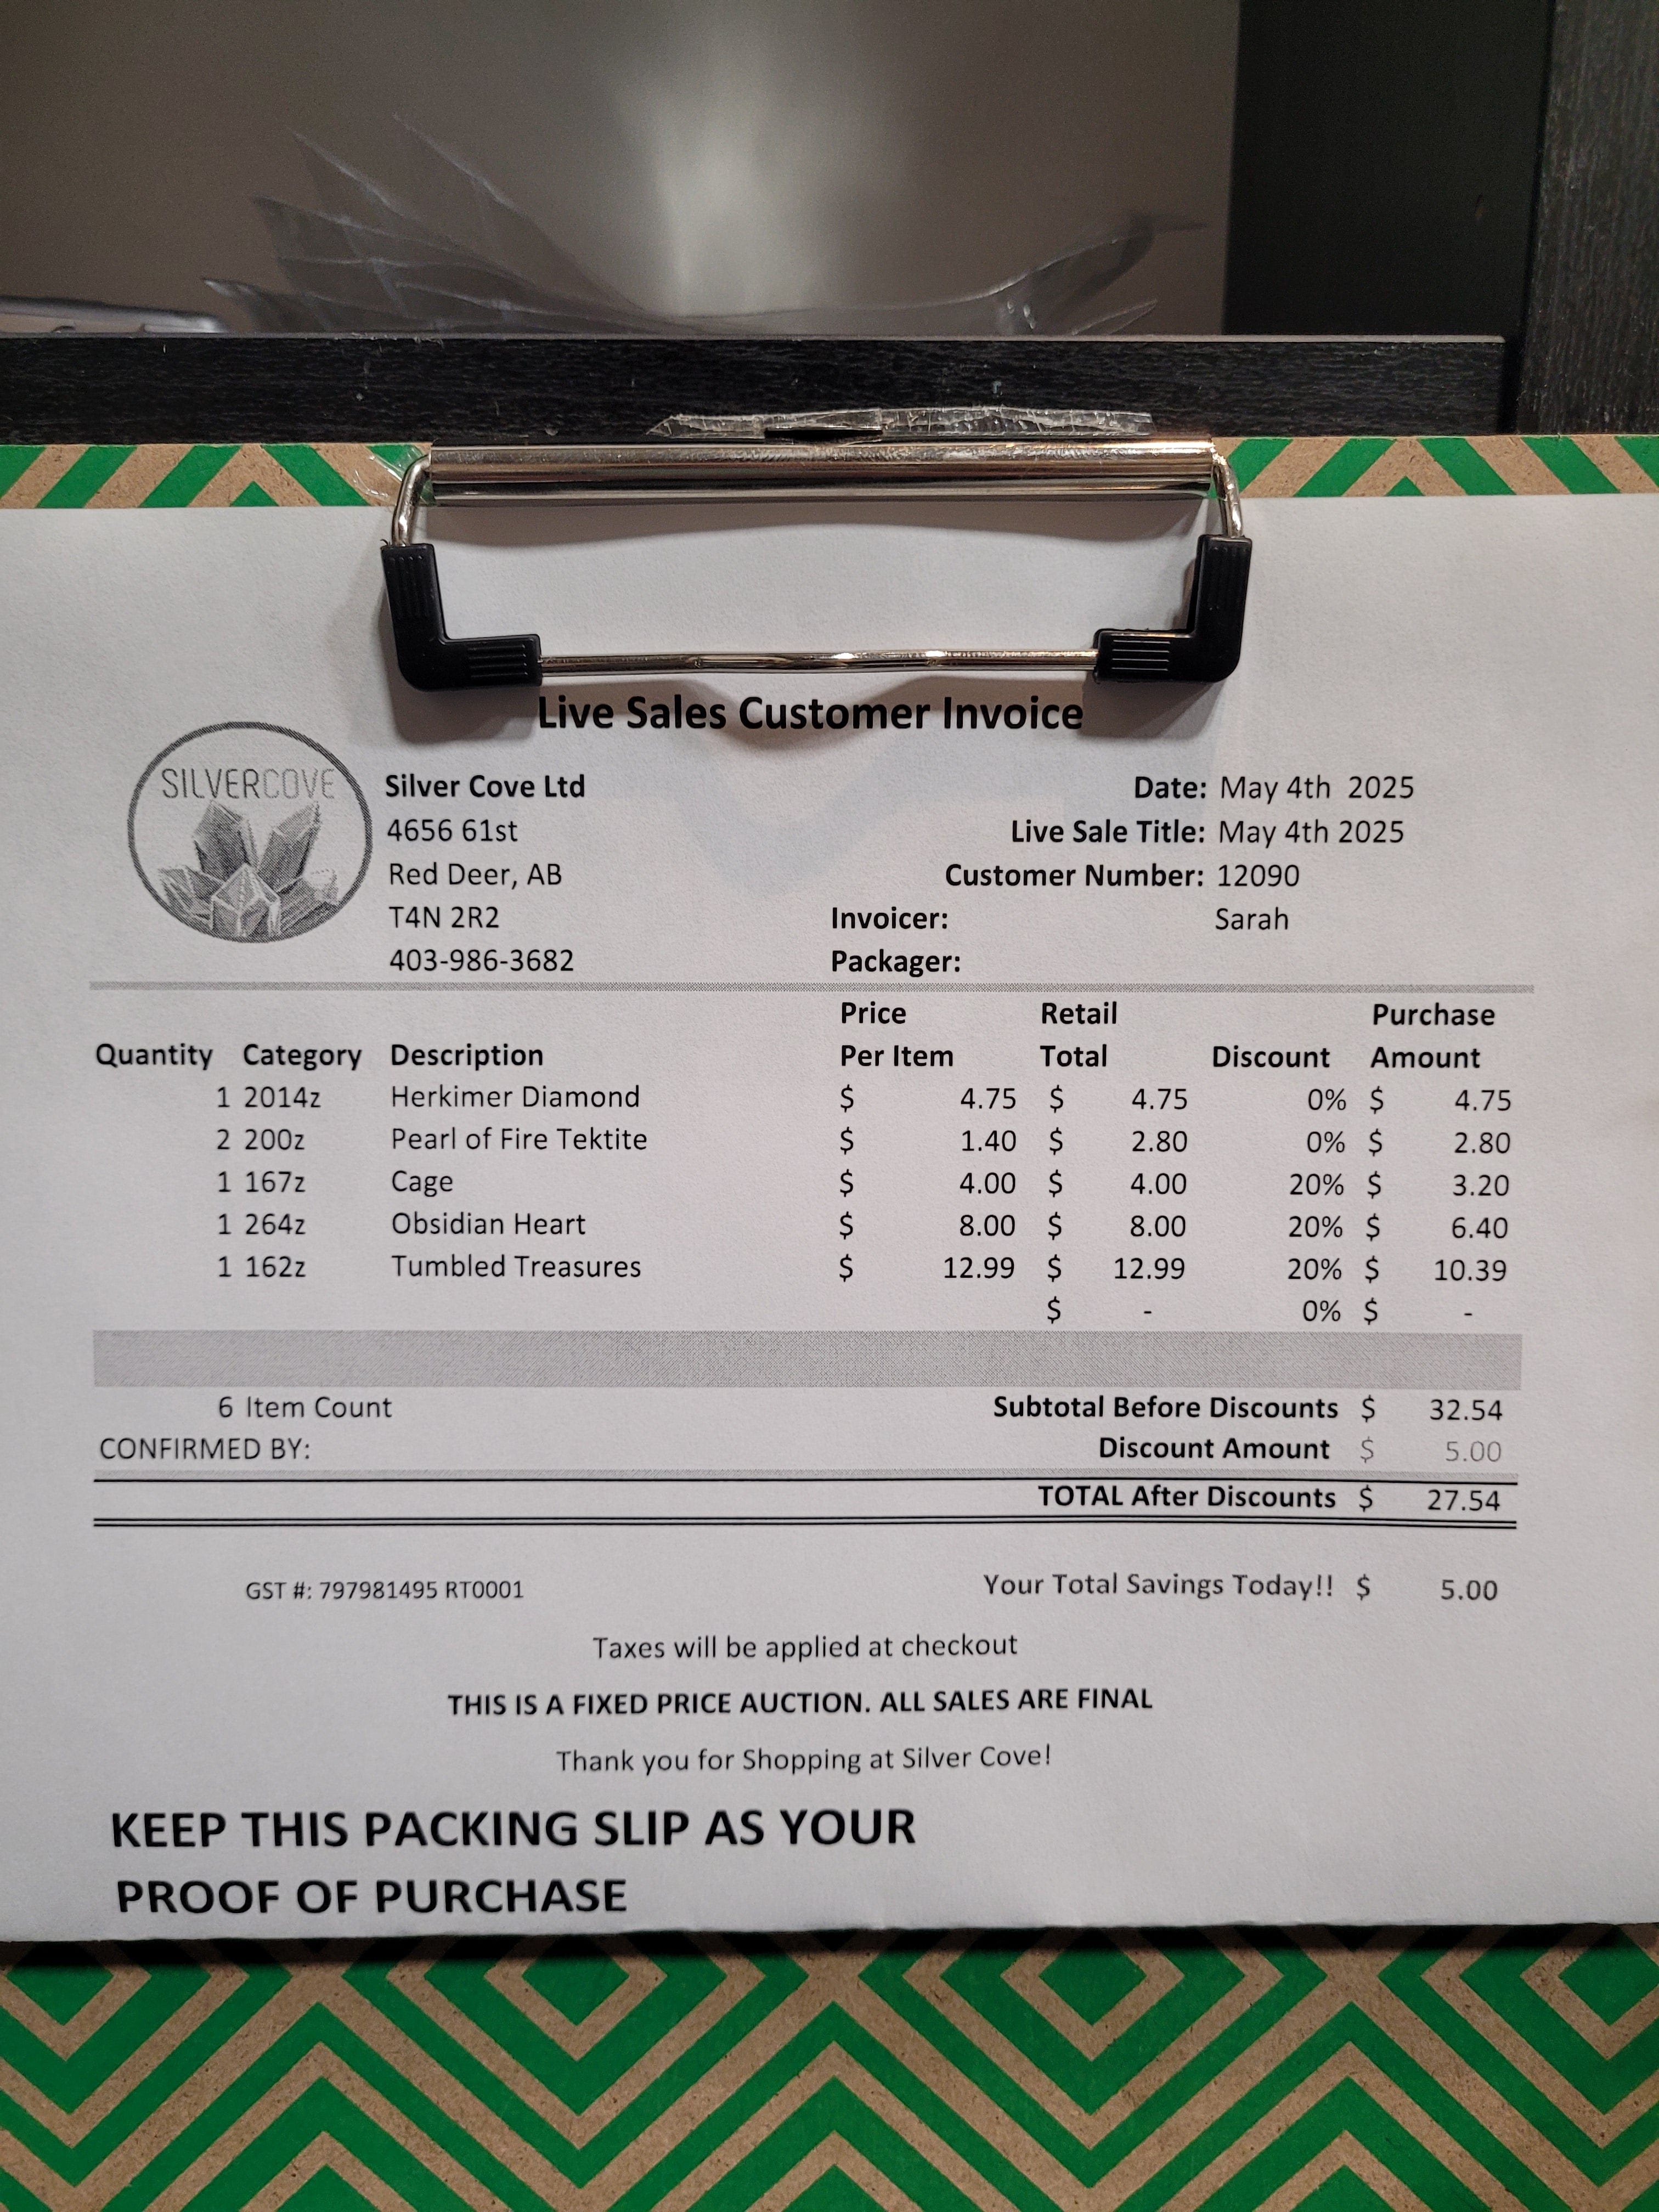 Live Sales Customer Invoice
SILVERCOVE
Silver Cove Ltd
4656 61st
Red Deer, AB
T4N 2R2
403-986-3682
Date: May 4th 2025
Live Sale Title: May 4th 2025
Customer Number: 12090
Invoicer: Sarah
Packager:
Price Retail Purchase
Quantity Category Description Per Item Total Discount Amount
1 2014z Herkimer Diamond $ 4.75 $ 4.75 0% $ 4.75
2 200z Pearl of Fire Tektite $ 1.40 $ 2.80 0% $ 2.80
1 167z Cage $ 4.00 $ 4.00 20% $ 3.20
1 264z Obsidian Heart $ 8.00 $ 8.00 20% $ 6.40
1 162z Tumbled Treasures $ 12.99 $ 12.99 20% $ 10.39
$ - 0% $ -
6 Item Count Subtotal Before Discounts $ 32.54
CONFIRMED BY: Discount Amount $ 5.00
TOTAL After Discounts $ 27.54
GST #: 797981495 RT0001 Your Total Savings Today!! $ 5.00
Taxes will be applied at checkout
THIS IS A FIXED PRICE AUCTION. ALL SALES ARE FINAL
Thank you for Shopping at Silver Cove!
KEEP THIS PACKING SLIP AS YOUR
PROOF OF PURCHASE